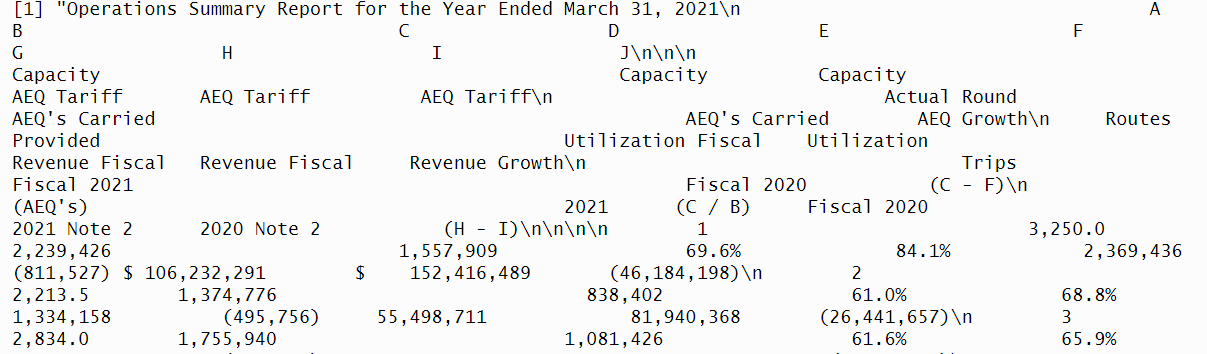 [1] "Operations Summary Report for the Year Ended March 31, 2021\n A
B C D E F
G H I J\n\n\n
Capacity Capacity Capacity
AEQ Tariff AEQ Tariff AEQ Tariff\n Actual Round
AEQ's Carried AEQ's Carried AEQ Growth\n Routes
Provided Utilization Fiscal Utilization
Revenue Fiscal Revenue Fiscal Revenue Growth\n Trips
Fiscal 2021 Fiscal 2020 (C - F)\n
(AEQ's) 2021 (C / B) Fiscal 2020
2021 Note 2 2020 Note 2 (H - I)\n\n\n\n 1 3,250.0
2,239,426 1,557,909 69.6% 84.1% 2,369,436
(811,527) $ 106,232,291 $ 152,416,489 (46,184,198)\n 2
2,213.5 1,374,776 838,402 61.0% 68.8%
1,334,158 (495,756) 55,498,711 81,940,368 (26,441,657)\n 3
2,834.0 1,755,940 1,081,426 61.6% 65.9%